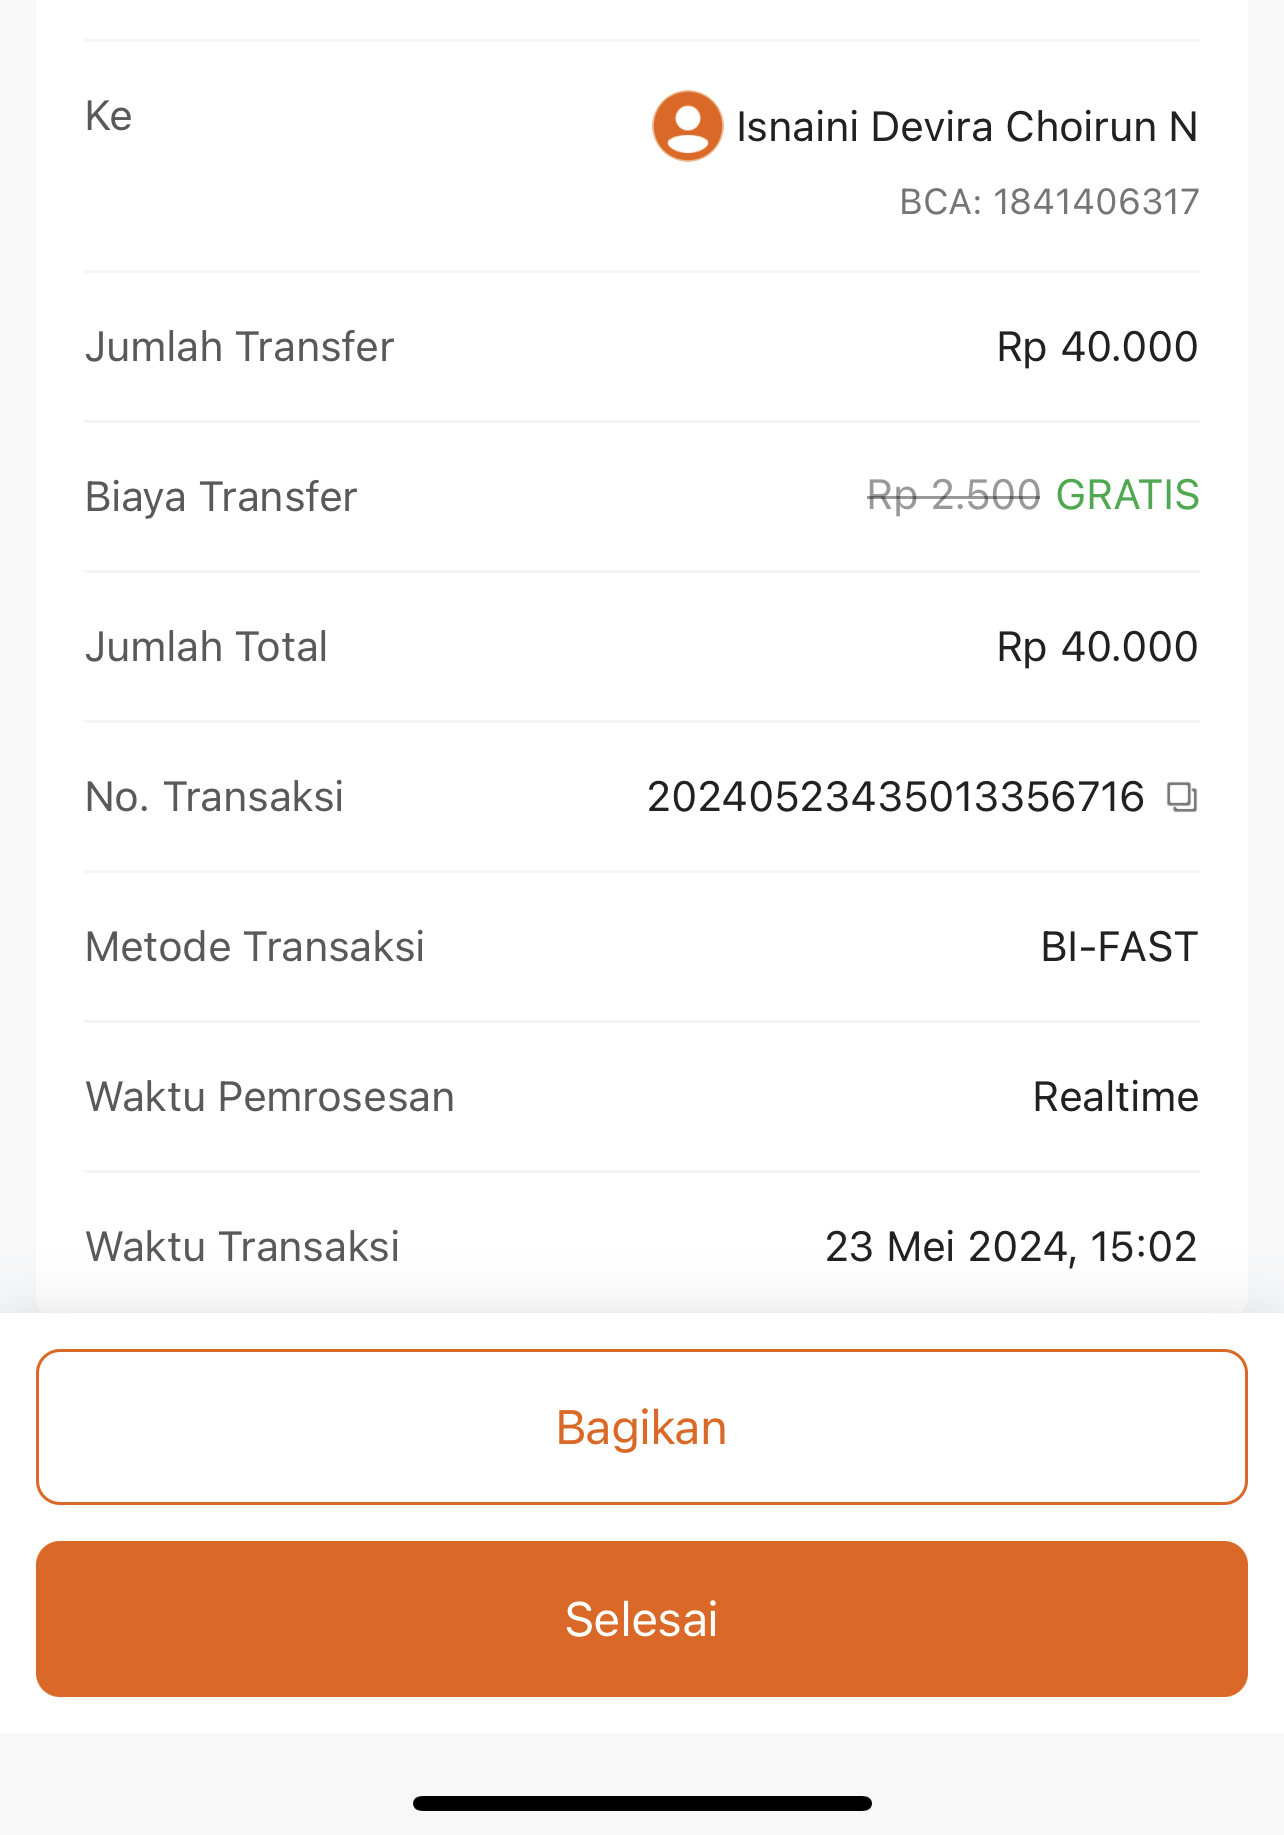 Ke
Isnaini Devira Choirun N
BCA: 1841406317
Jumlah Transfer
Rp 40.000
Biaya Transfer
Rp 2.500 GRATIS
Jumlah Total
Rp 40.000
No. Transaksi
20240523435013356716
Metode Transaksi
BI-FAST
Waktu Pemrosesan
Realtime
Waktu Transaksi
23 Mei 2024, 15:02
Bagikan
Selesai